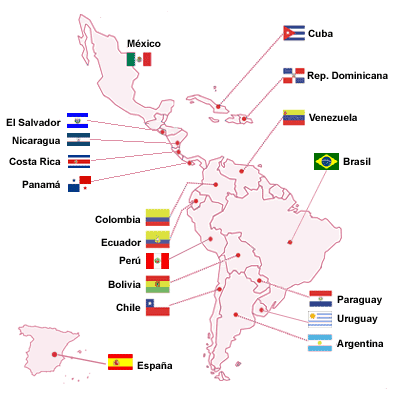 México
Cuba
Rep. Dominicana
El Salvador
Venezuela
Nicaragua
Costa Rica
Brasil
Panamá
Colombia
Ecuador
Perú
Bolivia
Paraguay
Chile
Uruguay
Argentina
España